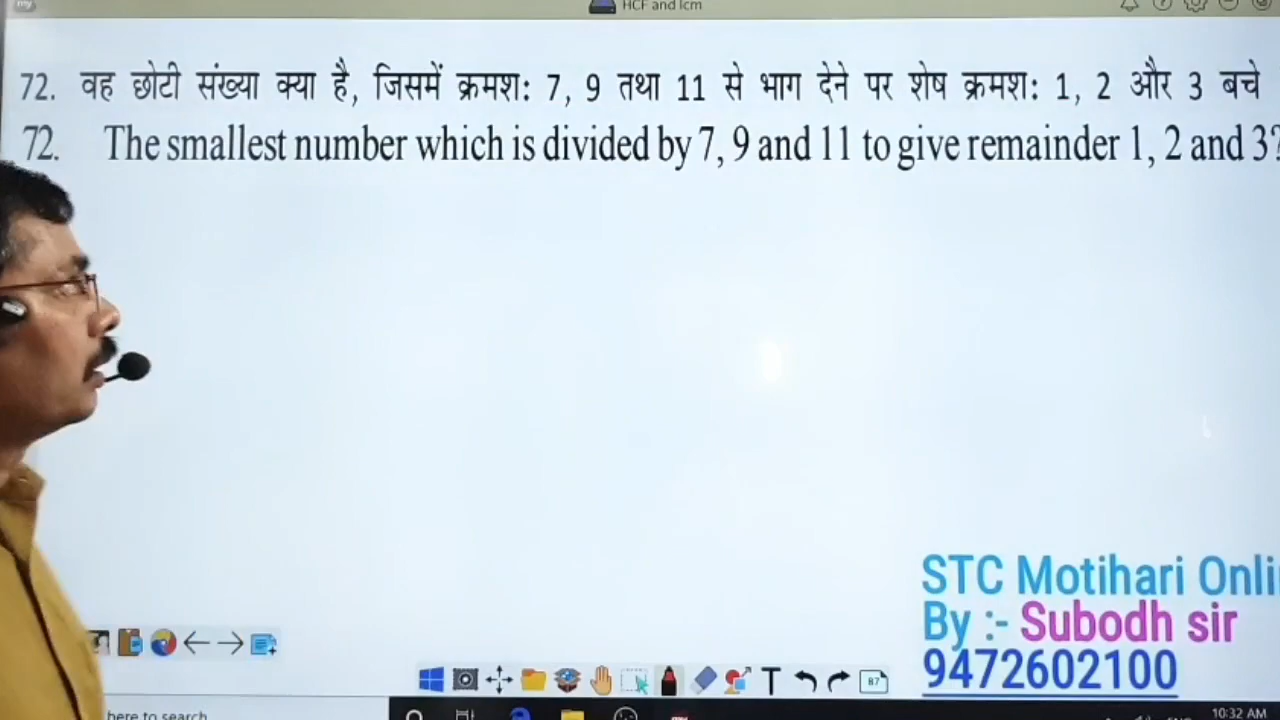 my
HCF and lcm
72. वह छोटी संख्या क्या है, जिसमें क्रमश: 7, 9 तथा 11 से भाग देने पर शेष क्रमश: 1, 2 और 3 बचे
72. The smallest number which is divided by 7, 9 and 11 to give remainder 1, 2 and 3?
STC Motihari Onli
By :- Subodh sir
9472602100
T
87
here to search
10:32 AM